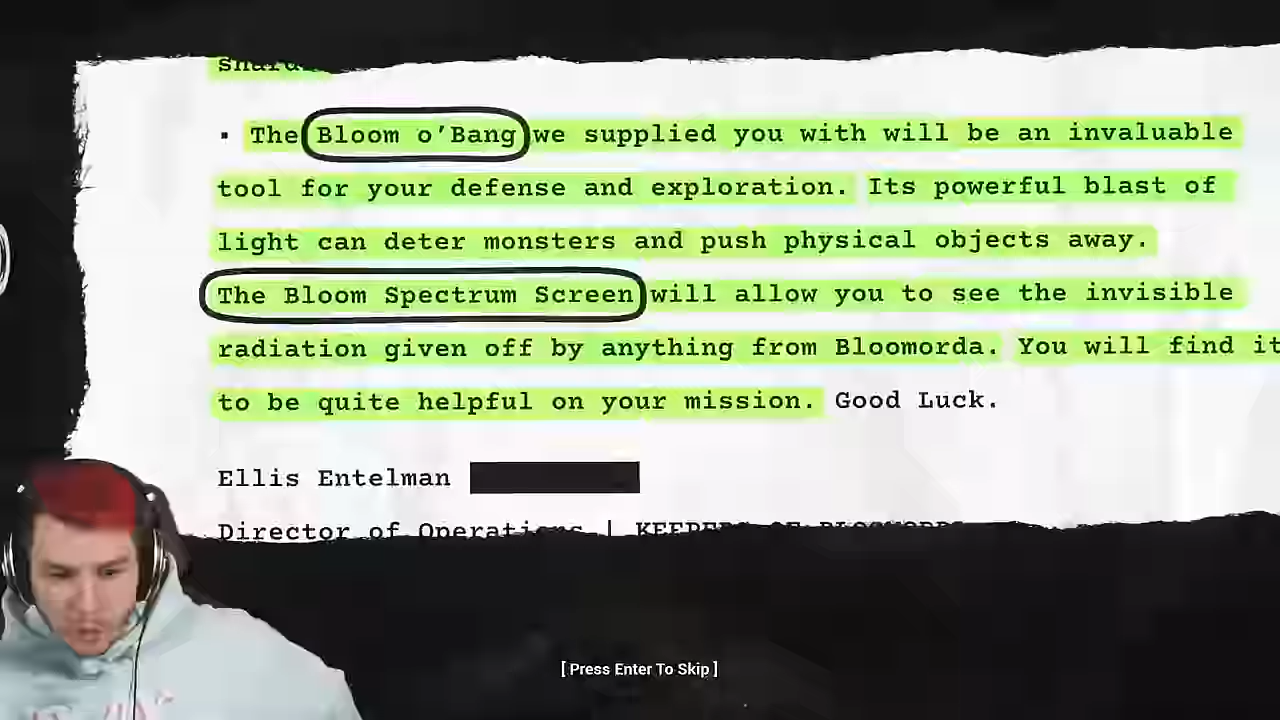 ▪ The Bloom o'Bang we supplied you with will be an invaluable
tool for your defense and exploration. Its powerful blast of
light can deter monsters and push physical objects away.
The Bloom Spectrum Screen will allow you to see the invisible
radiation given off by anything from Bloomorda. You will find it
to be quite helpful on your mission. Good Luck.
Ellis Entelman
Director of Operations |
[ Press Enter To Skip ]